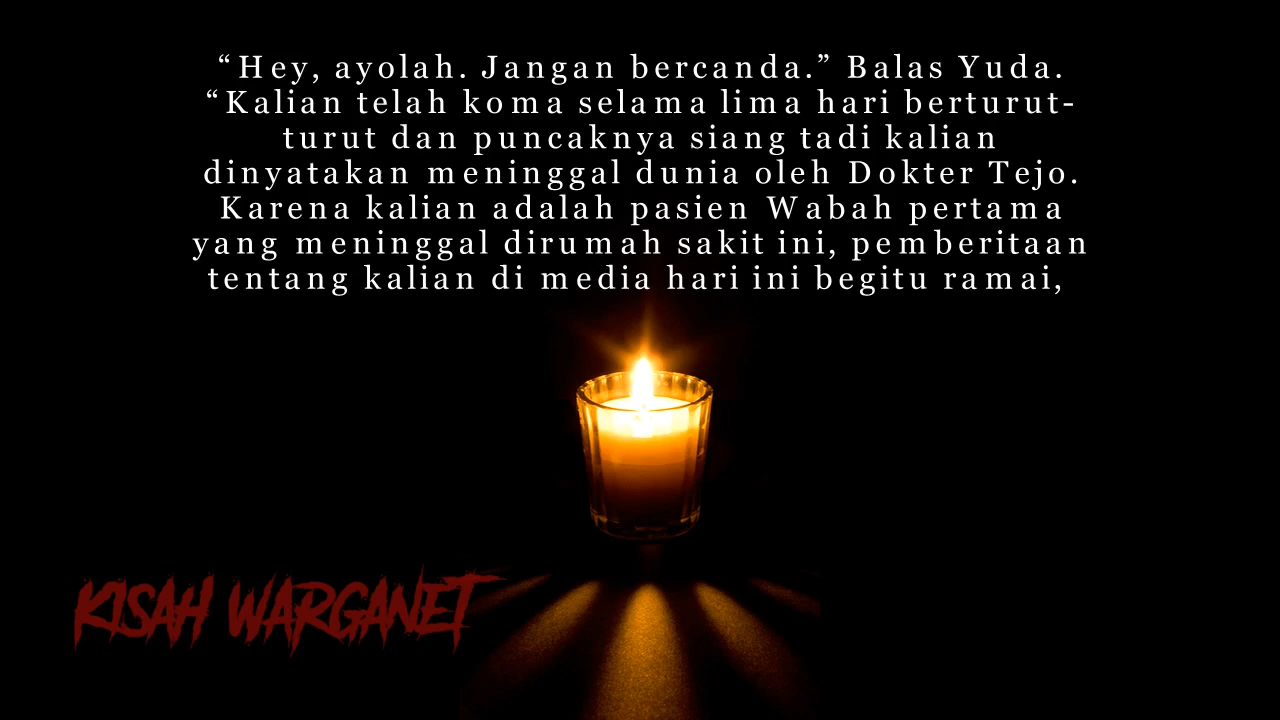 “Hey, ayolah. Jangan bercanda.” Balas Yuda.
“Kalian telah koma selama lima hari berturut-
turut dan puncaknya siang tadi kalian
dinyatakan meninggal dunia oleh Dokter Tejo.
Karena kalian adalah pasien Wabah pertama
yang meninggal dirumah sakit ini, pemberitaan
tentang kalian di media hari ini begitu ramai,
KISAH WARGANET